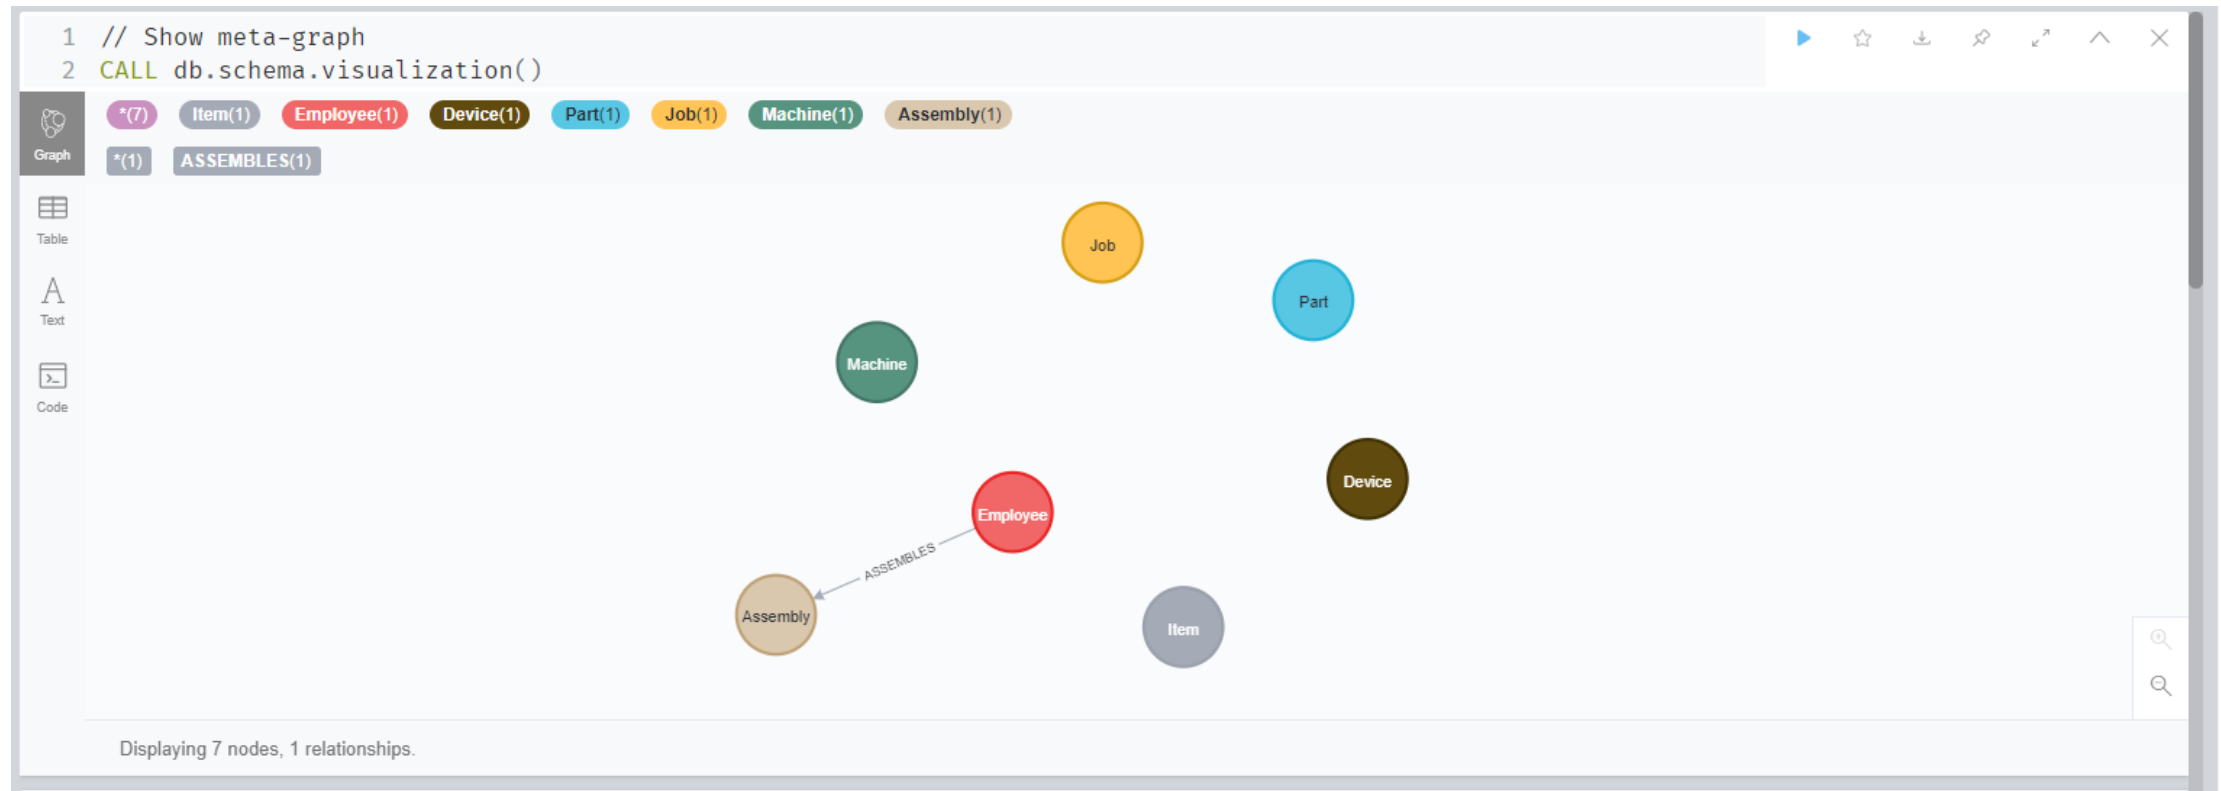 1 // Show meta-graph
2 CALL db.schema.visualization()
*(7) Item(1) Employee(1) Device(1) Part(1) Job(1) Machine(1) Assembly(1)
Graph
*(1) ASSEMBLES(1)
Table
Text
Code
Job
Part
Machine
Device
Employee
ASSEMBLES
Assembly
Item
Displaying 7 nodes, 1 relationships.